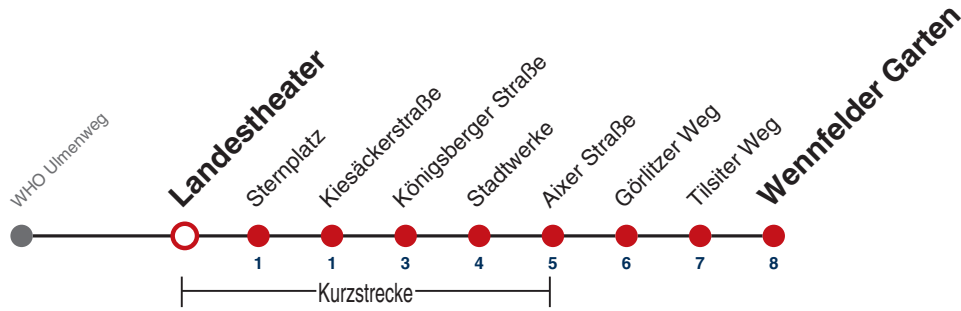 WHO Ulmenweg
Landestheater
Sternplatz
Kiesäckerstraße
Königsberger Straße
Stadtwerke
Aixer Straße
Görlitzer Weg
Tilsiter Weg
Wennfelder Garten
1
1
3
4
5
6
7
8
Kurzstrecke